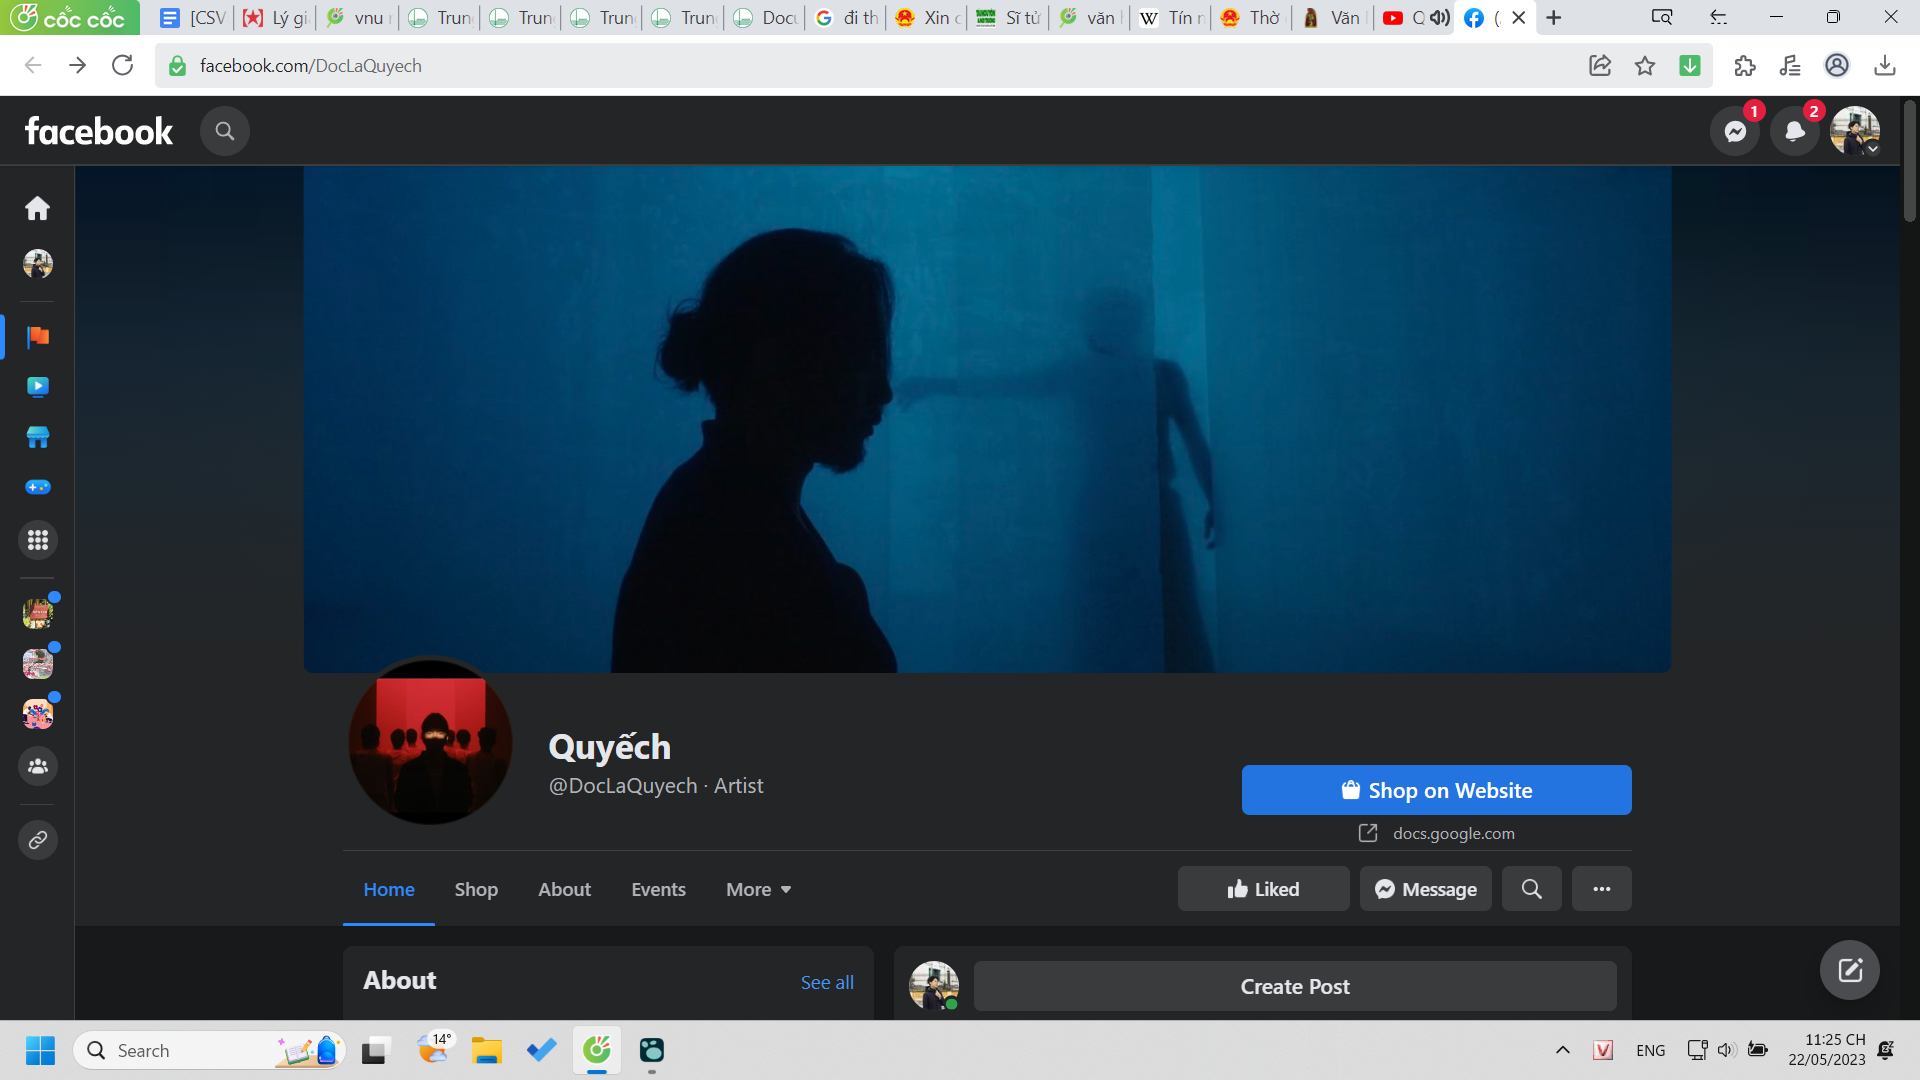 cốc cốc
[CSV
Lý gi
vnu
Trun
Trun
Trun
Trun
Docu
đi th
Xin c
Sĩ tử
văn
Tín n
Thờ
Văn
Q
facebook.com/DocLaQuyech
facebook
1
2
Quyếch
@DocLaQuyech · Artist
Shop on Website
docs.google.com
Home
Shop
About
Events
More
Liked
Message
About
See all
Create Post
Search
14°
ENG
11:25 CH
22/05/2023